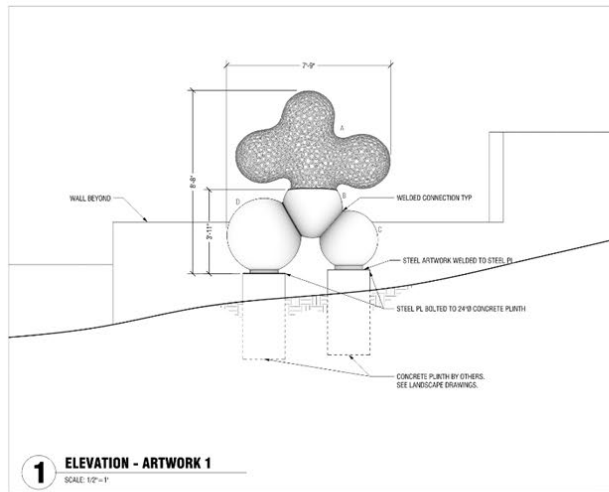 7'-9"
A
8'-8"
B
WALL BEYOND
WELDED CONNECTION TYP
D
3'-11"
C
STEEL ARTWORK WELDED TO STEEL PL
STEEL PL BOLTED TO 24"Ø CONCRETE PLINTH
CONCRETE PLINTH BY OTHERS.
SEE LANDSCAPE DRAWINGS.
1
ELEVATION - ARTWORK 1
SCALE: 1/2" = 1'